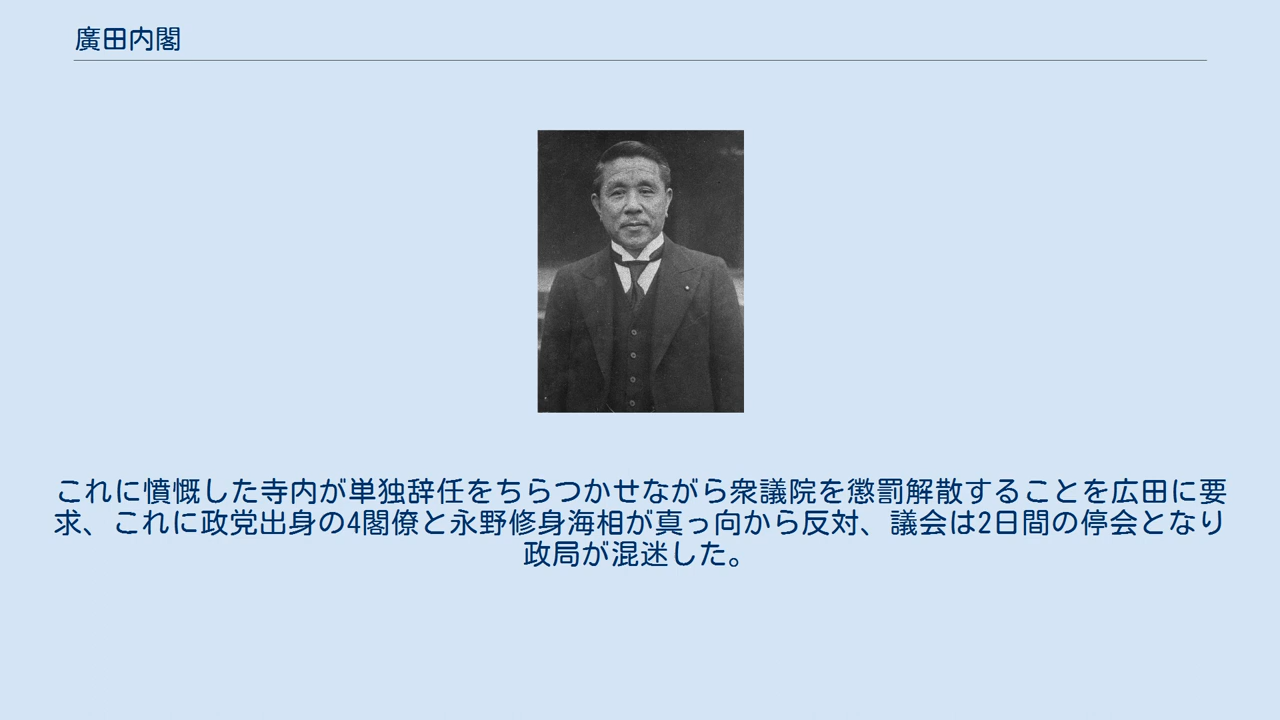 廣田内閣
これに憤慨した寺内が単独辞任をちらつかせながら衆議院を懲罰解散することを広田に要
求、これに政党出身の4閣僚と永野修身海相が真っ向から反対、議会は2日間の停会となり
政局が混迷した。